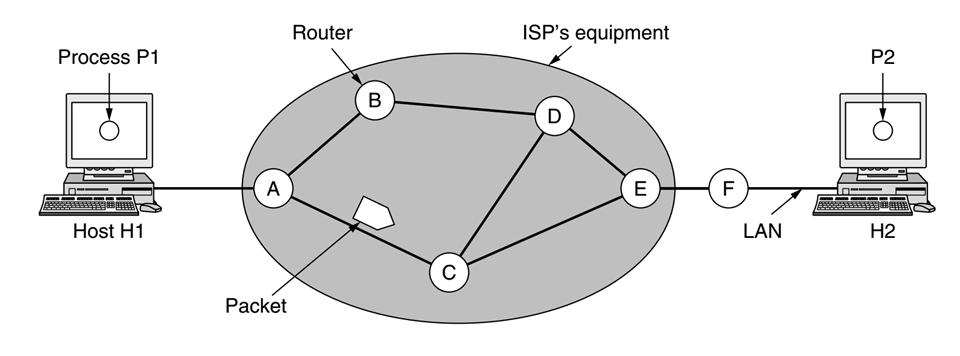 Router
ISP's equipment
Process P1
P2
B
D
A
E
F
Host H1
LAN
H2
C
Packet